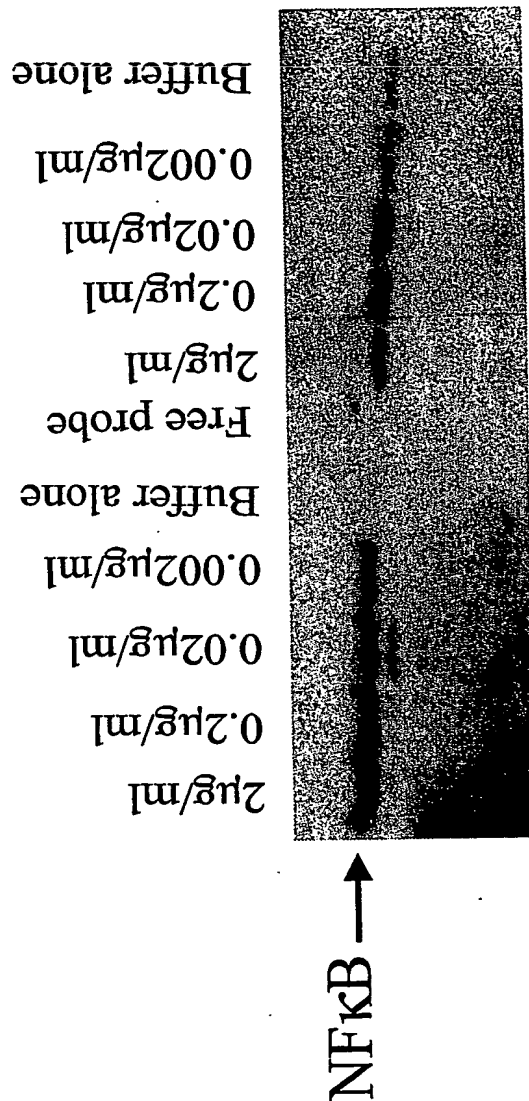 2µg/ml
0.2µg/ml
0.02µg/ml
0.002µg/ml
Buffer alone
Free probe
2µg/ml
0.2µg/ml
0.02µg/ml
0.002µg/ml
Buffer alone
NFκB